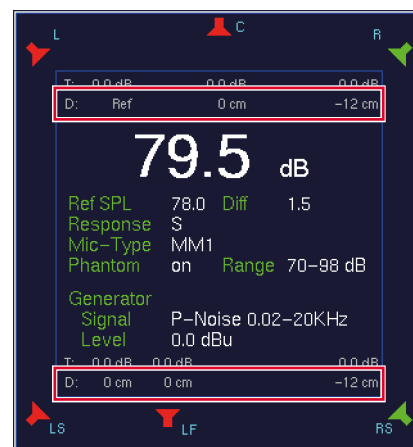 L C R
T: 0.0 dB 0.0 dB 0.0 dB
D: Ref 0 cm −12 cm
79.5 dB
Ref SPL 78.0 Diff 1.5
Response S
Mic−Type MM1
Phantom on Range 70−98 dB
Generator
Signal P−Noise 0.02−20KHz
Level 0.0 dBu
T: 0.0 dB 0.0 dB 0.0 dB
D: 0 cm 0 cm −12 cm
LS LF RS